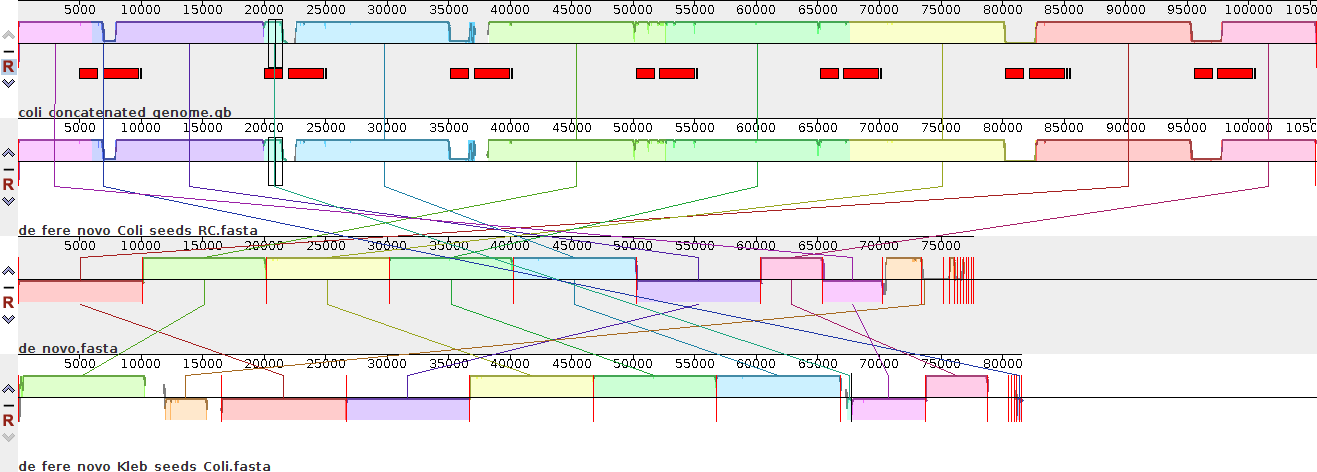 5000 10000 15000 20000 25000 30000 35000 40000 45000 50000 55000 60000 65000 70000 75000 80000 85000 90000 95000 100000 1050
R
coli concatenated genome.gb
5000 10000 15000 20000 25000 30000 35000 40000 45000 50000 55000 60000 65000 70000 75000 80000 85000 90000 95000 100000 1050
R
de fere novo Coli seeds RC.fasta
5000 10000 15000 20000 25000 30000 35000 40000 45000 50000 55000 60000 65000 70000 75000
R
de novo.fasta
5000 10000 15000 20000 25000 30000 35000 40000 45000 50000 55000 60000 65000 70000 75000 80000
R
de fere novo Kleb seeds Coli.fasta